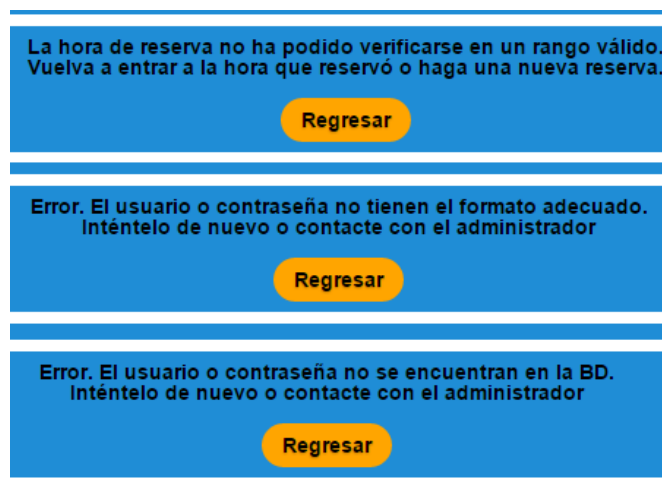 La hora de reserva no ha podido verificarse en un rango válido.
Vuelva a entrar a la hora que reservó o haga una nueva reserva.
Regresar
Error. El usuario o contraseña no tienen el formato adecuado.
Inténtelo de nuevo o contacte con el administrador
Regresar
Error. El usuario o contraseña no se encuentran en la BD.
Inténtelo de nuevo o contacte con el administrador
Regresar